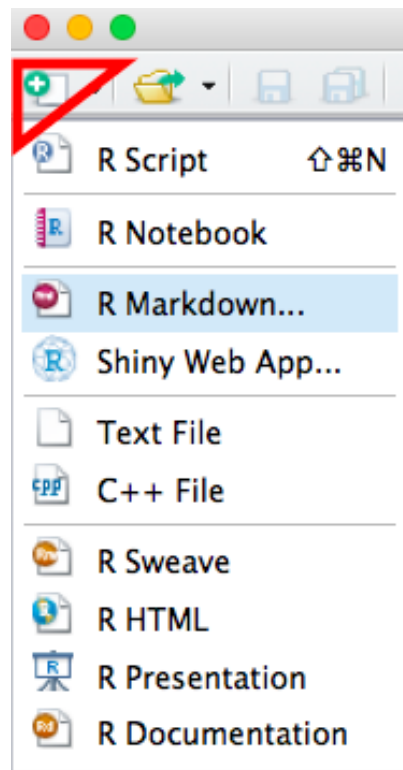 R Script ⇧⌘N
R Notebook
R Markdown...
Shiny Web App...
Text File
C++ File
R Sweave
R HTML
R Presentation
R Documentation